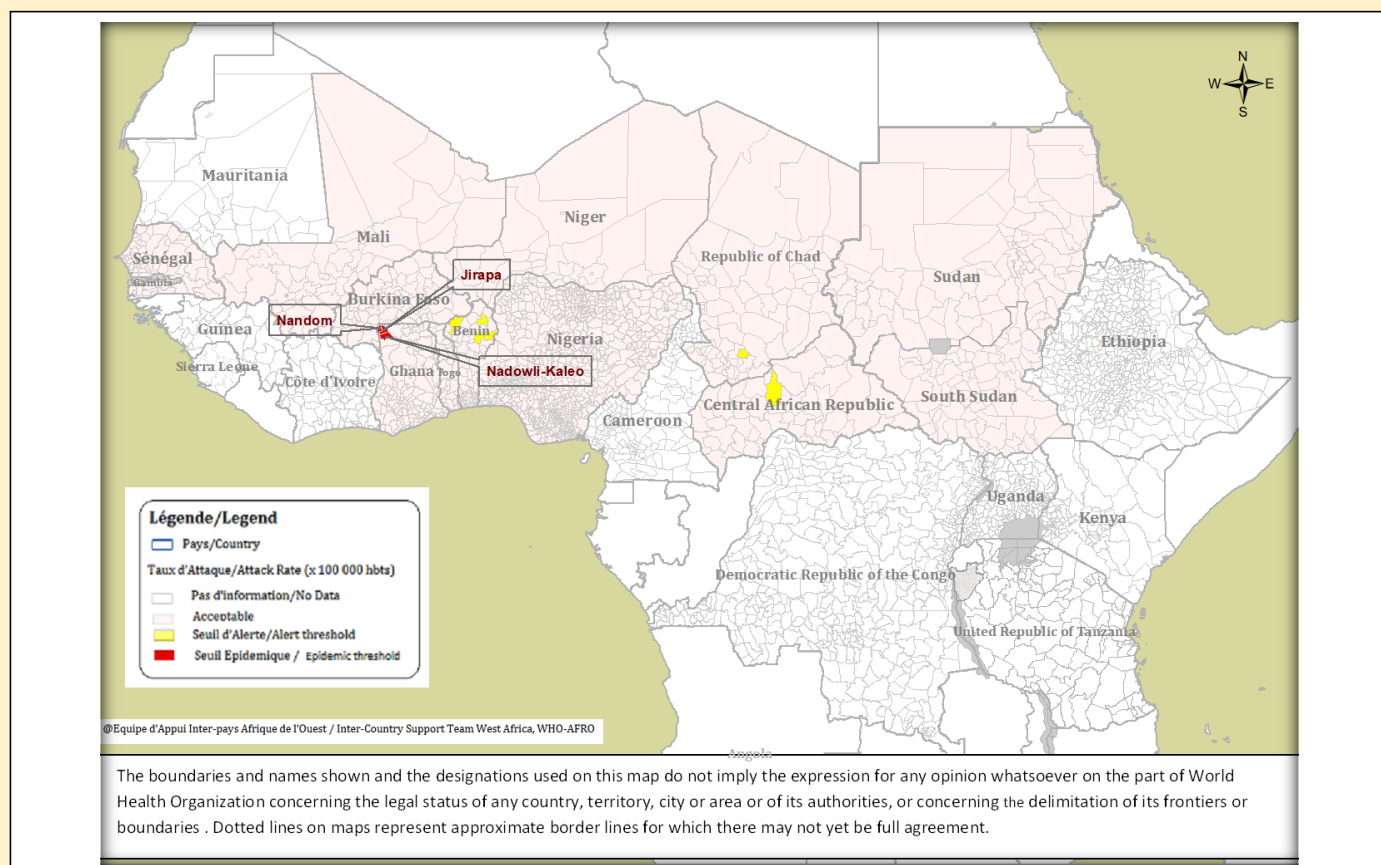 N
W E
S
Mauritania
Niger
Mali
Republic of Chad
Sénégal
Sudan
Gambia
Jirapa
Burkina Faso
Nandom
Guinea
Benin
Nigeria
Ethiopia
Sierra Leone
Nadowli-Kaleo
Côte d'Ivoire
Ghana
Togo
South Sudan
Central African Republic
Cameroon
Uganda
Kenya
Democratic Republic of the Congo
United Republic of Tanzania
Angola
Légende/Legend
Pays/Country
Taux d'Attaque/Attack Rate (x 100 000 hbts)
Pas d'information/No Data
Acceptable
Seuil d'Alerte/Alert threshold
Seuil Epidemique / Epidemic threshold
@Equipe d'Appui Inter-pays Afrique de l'Ouest / Inter-Country Support Team West Africa, WHO-AFRO
The boundaries and names shown and the designations used on this map do not imply the expression for any opinion whatsoever on the part of World
Health Organization concerning the legal status of any country, territory, city or area or of its authorities, or concerning the delimitation of its frontiers or
boundaries . Dotted lines on maps represent approximate border lines for which there may not yet be full agreement.